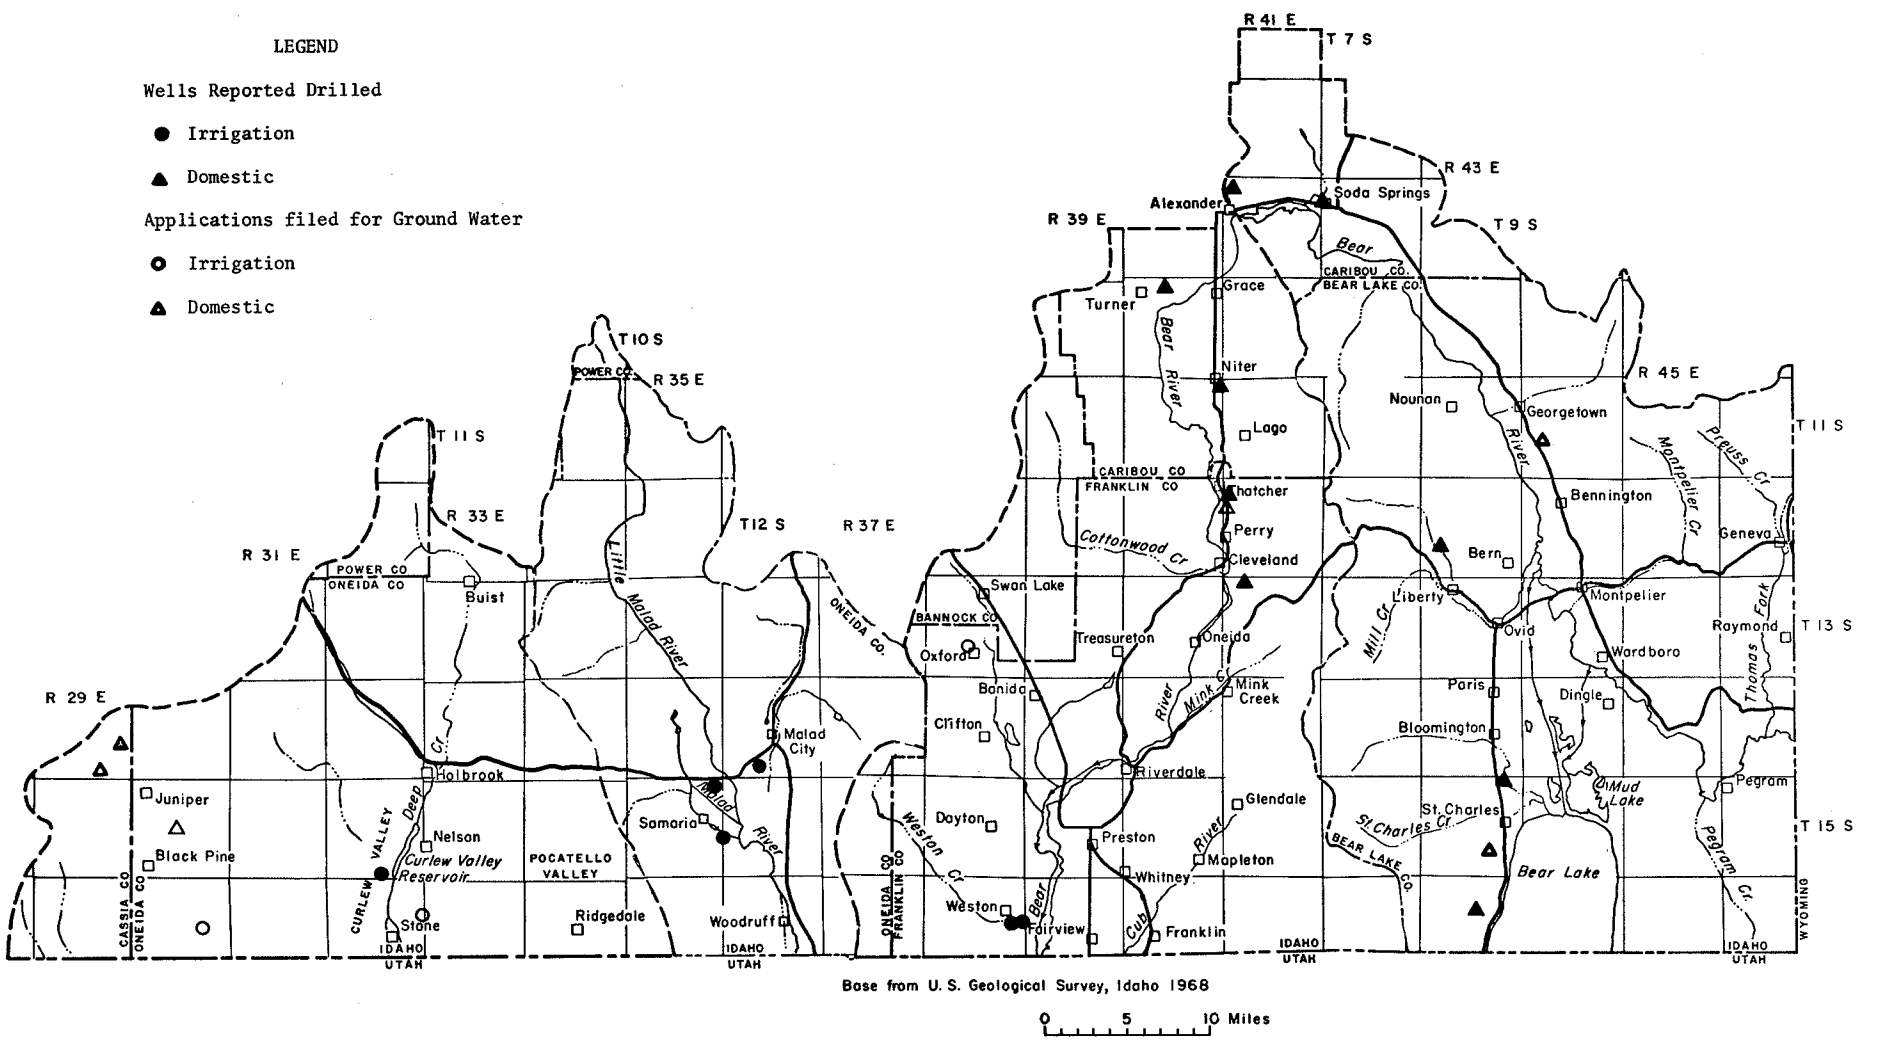 LEGEND
Wells Reported Drilled
Irrigation
Domestic
Applications filed for Ground Water
Irrigation
Domestic
R 41 E
T 7 S
R 43 E
T 9 S
Alexander
Soda Springs
R 39 E
Bear
CARIBOU CO.
BEAR LAKE CO.
Turner
Grace
Bear
River
T 10 S
POWER CO.
R 35 E
Niter
Nounan
Georgetown
R 45 E
Lago
River
T 11 S
T 11 S
Montpelier Cr
Preuss Cr
CARIBOU CO
FRANKLIN CO
Thatcher
Bennington
R 33 E
T 12 S
R 37 E
Perry
Geneva
R 31 E
Cottonwood Cr
Cleveland
Bern
POWER CO
ONEIDA CO
Little
Malad River
Buist
Swan Lake
Liberty
Montpelier
ONEIDA CO.
BANNOCK CO
Mill Cr
Ovid
Thomas Fork
Raymond
T 13 S
Treasureton
Oneida
Oxford
Wardboro
R 29 E
Banida
River
Mink C
Mink
Creek
Paris
Dingle
Clifton
Malad
City
Bloomington
Cr
Holbrook
Riverdale
Pegram
Juniper
Deep
Malad
River
Mud
Lake
Glendale
St. Charles
Samaria
Dayton
St. Charles Cr
T 15 S
CURLEW VALLEY
Nelson
Weston Cr
Preston
River
Mapleton
BEAR LAKE CO.
Pegram Cr.
Black Pine
Curlew Valley
Reservoir
POCATELLO
VALLEY
Whitney
Bear Lake
CASSIA CO
ONEIDA CO
ONEIDA CO
FRANKLIN CO
Weston
Bear
Stone
Ridgedale
Woodruff
Fairview
Cub
Franklin
WYOMING
IDAHO
UTAH
IDAHO
UTAH
IDAHO
UTAH
IDAHO
UTAH
Base from U. S. Geological Survey, Idaho 1968
0 5 10 Miles